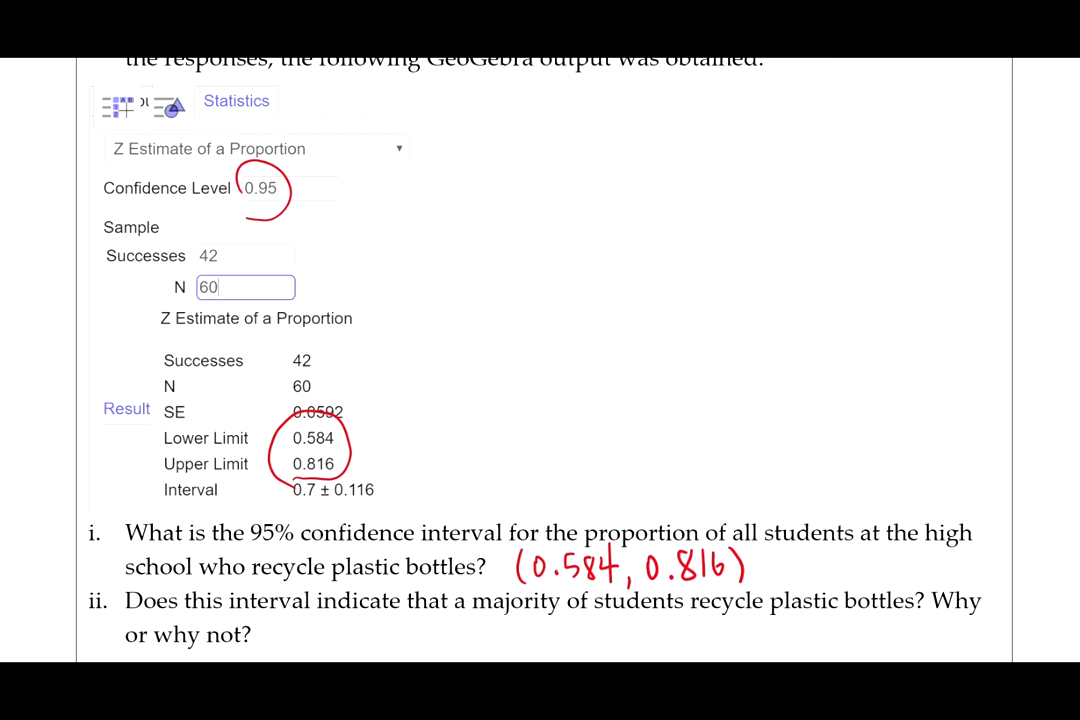 the responses, the following GeoGebra output was obtained.
Statistics
Z Estimate of a Proportion
Confidence Level 0.95
Sample
Successes 42
N 60
Z Estimate of a Proportion
Successes 42
N 60
Result
SE 0.0592
Lower Limit 0.584
Upper Limit 0.816
Interval 0.7 ± 0.116
i. What is the 95% confidence interval for the proportion of all students at the high
school who recycle plastic bottles? (0.584, 0.816)
ii. Does this interval indicate that a majority of students recycle plastic bottles? Why
or why not?